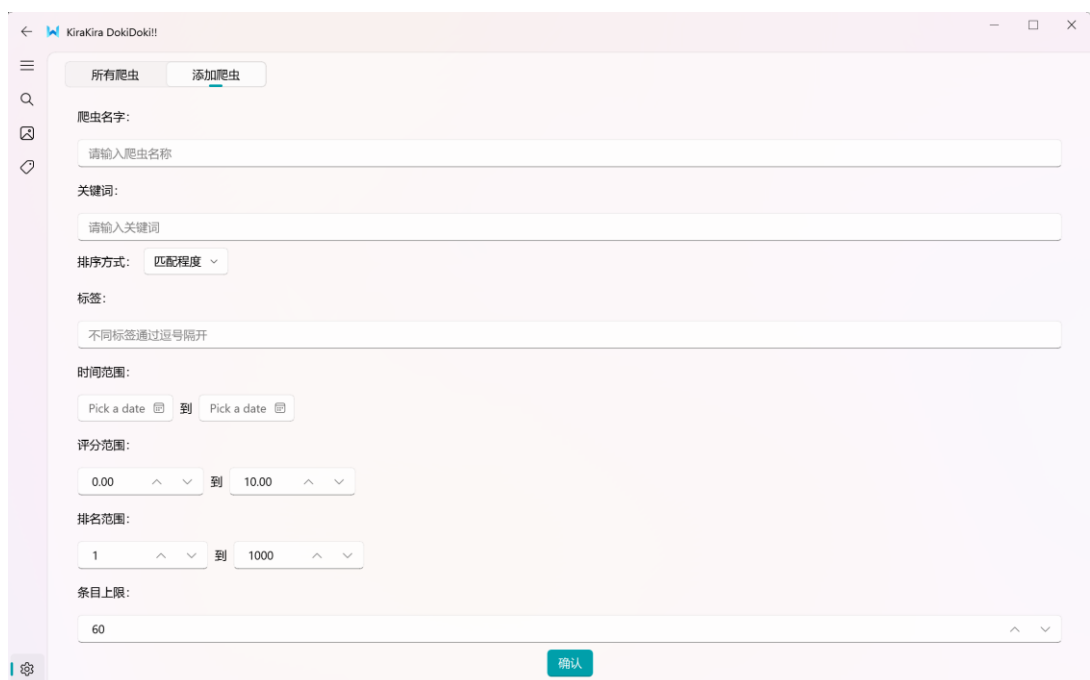 KiraKira DokiDoki!!
所有爬虫 添加爬虫
爬虫名字:
请输入爬虫名称
关键词:
请输入关键词
排序方式: 匹配程度
标签:
不同标签通过逗号隔开
时间范围:
Pick a date 到 Pick a date
评分范围:
0.00 到 10.00
排名范围:
1 到 1000
条目上限:
60
确认